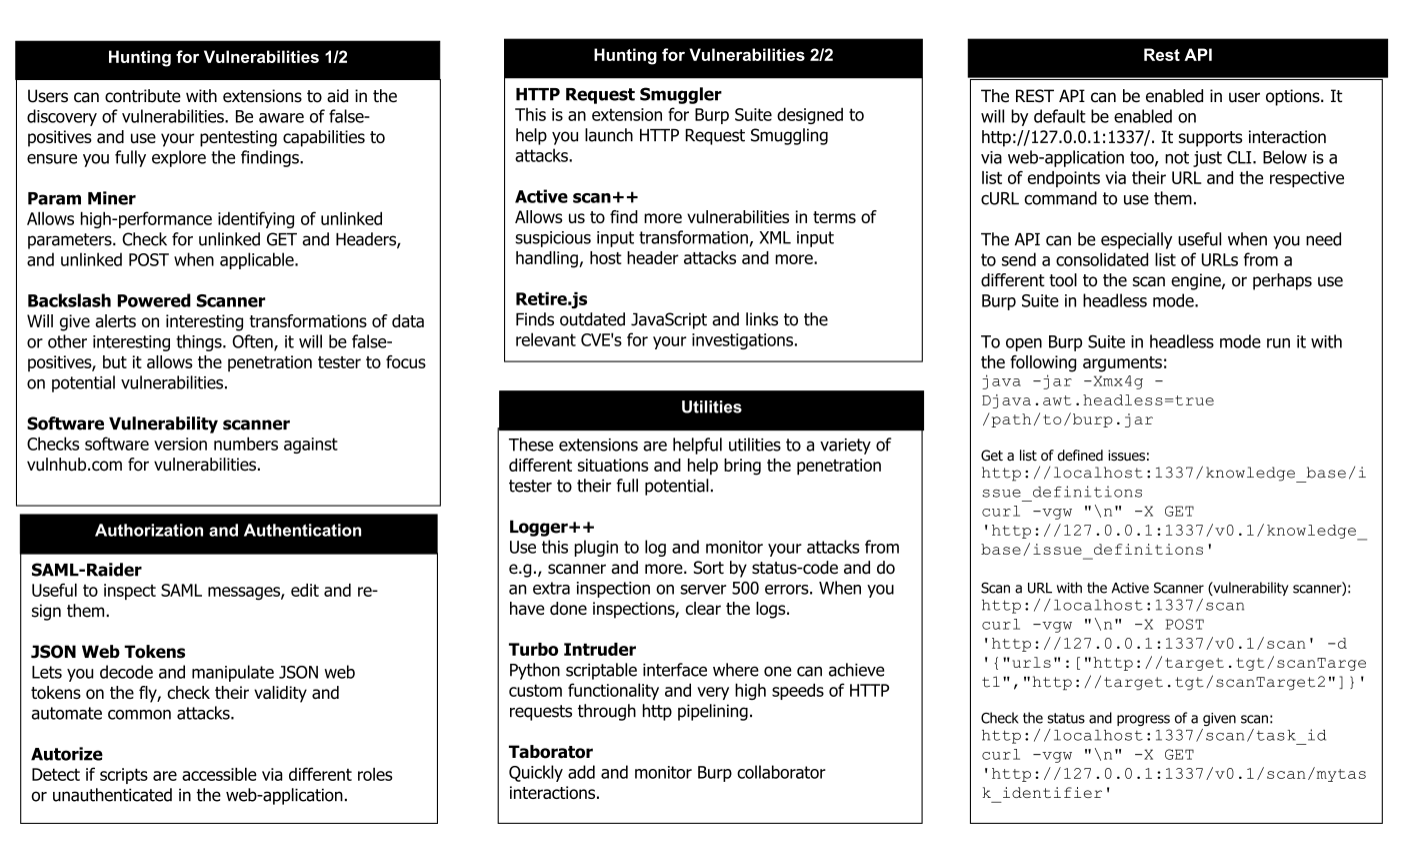 Hunting for Vulnerabilities 1/2
Users can contribute with extensions to aid in the
discovery of vulnerabilities. Be aware of false-
positives and use your pentesting capabilities to
ensure you fully explore the findings.
Param Miner
Allows high-performance identifying of unlinked
parameters. Check for unlinked GET and Headers,
and unlinked POST when applicable.
Backslash Powered Scanner
Will give alerts on interesting transformations of data
or other interesting things. Often, it will be false-
positives, but it allows the penetration tester to focus
on potential vulnerabilities.
Software Vulnerability scanner
Checks software version numbers against
vulnhub.com for vulnerabilities.
Authorization and Authentication
SAML-Raider
Useful to inspect SAML messages, edit and re-
sign them.
JSON Web Tokens
Lets you decode and manipulate JSON web
tokens on the fly, check their validity and
automate common attacks.
Autorize
Detect if scripts are accessible via different roles
or unauthenticated in the web-application.
Hunting for Vulnerabilities 2/2
HTTP Request Smuggler
This is an extension for Burp Suite designed to
help you launch HTTP Request Smuggling
attacks.
Active scan++
Allows us to find more vulnerabilities in terms of
suspicious input transformation, XML input
handling, host header attacks and more.
Retire.js
Finds outdated JavaScript and links to the
relevant CVE's for your investigations.
Utilities
These extensions are helpful utilities to a variety of
different situations and help bring the penetration
tester to their full potential.
Logger++
Use this plugin to log and monitor your attacks from
e.g., scanner and more. Sort by status-code and do
an extra inspection on server 500 errors. When you
have done inspections, clear the logs.
Turbo Intruder
Python scriptable interface where one can achieve
custom functionality and very high speeds of HTTP
requests through http pipelining.
Taborator
Quickly add and monitor Burp collaborator
interactions.
Rest API
The REST API can be enabled in user options. It
will by default be enabled on
http://127.0.0.1:1337/. It supports interaction
via web-application too, not just CLI. Below is a
list of endpoints via their URL and the respective
cURL command to use them.
The API can be especially useful when you need
to send a consolidated list of URLs from a
different tool to the scan engine, or perhaps use
Burp Suite in headless mode.
To open Burp Suite in headless mode run it with
the following arguments:
java -jar -Xmx4g -
Djava.awt.headless=true
/path/to/burp.jar
Get a list of defined issues:
http://localhost:1337/knowledge_base/i
ssue_definitions
curl -vgw "\n" -X GET
'http://127.0.0.1:1337/v0.1/knowledge_
base/issue_definitions'
Scan a URL with the Active Scanner (vulnerability scanner):
http://localhost:1337/scan
curl -vgw "\n" -X POST
'http://127.0.0.1:1337/v0.1/scan' -d
'{"urls":["http://target.tgt/scanTarge
t1","http://target.tgt/scanTarget2"]}'
Check the status and progress of a given scan:
http://localhost:1337/scan/task_id
curl -vgw "\n" -X GET
'http://127.0.0.1:1337/v0.1/scan/mytas
k_identifier'